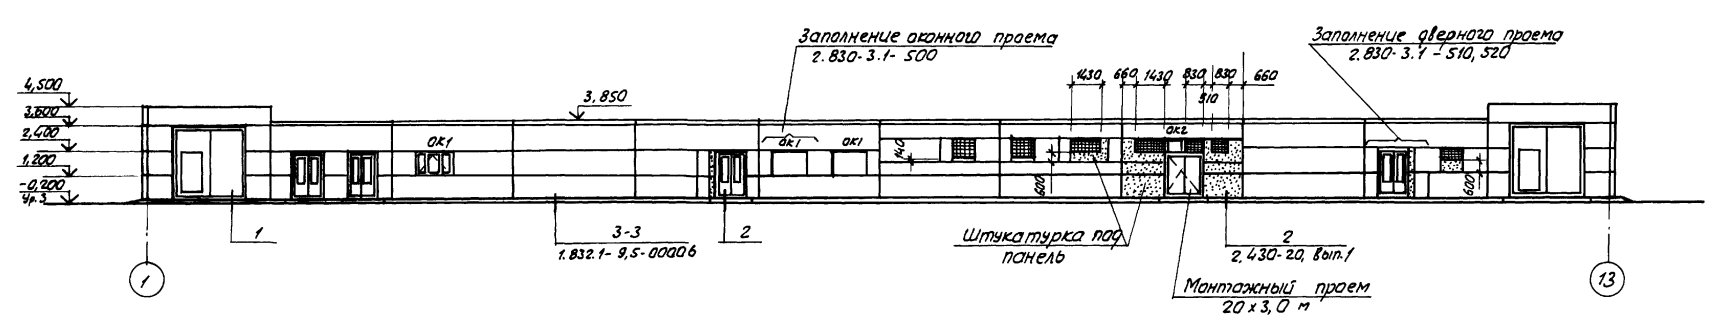 Заполнение оконного проема
2.830-3.1-500
Заполнение дверного проема
2.830-3.1-510,520
4,500
3,600
2,400
1,200
-0,200
Ур.з
3,850
1430
660
1430
830
830
660
510
ОК1
ОК1
ОК1
ОК2
140
600
600
1
3-3
1.832.1-9,5-00006
2
Штукатурка под
панель
2
2.430-20, вып.1
Монтажный проем
20 x 3,0 м
1
13